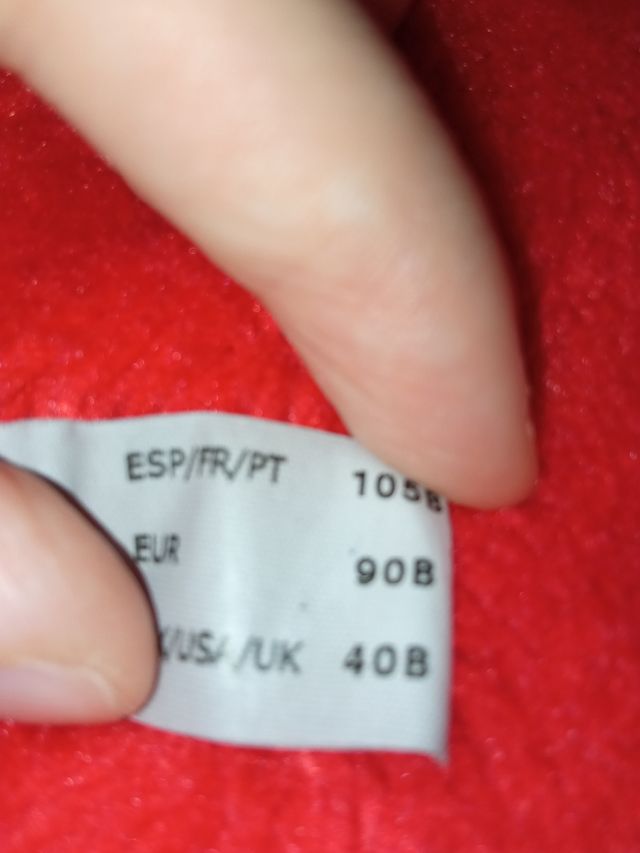 ESP/FR/PT 105B
EUR 90B
/USA/UK 40B